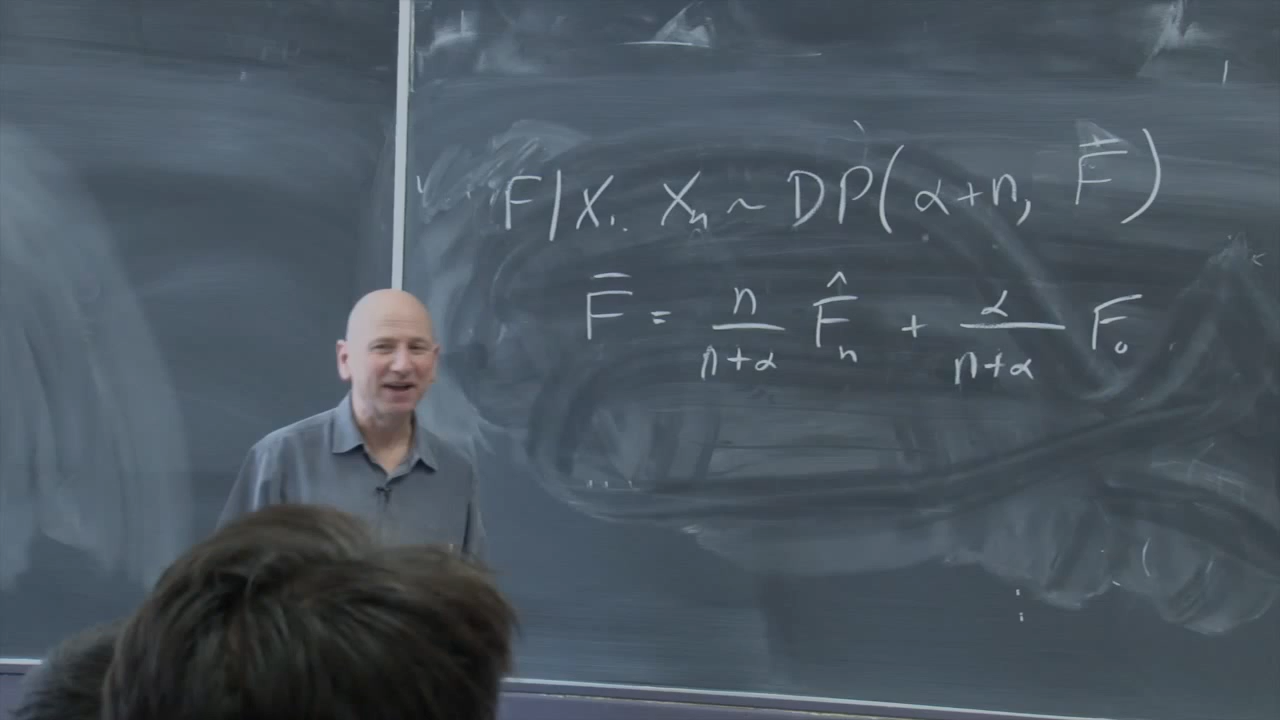 F | X₁ Xₙ ~ DP( α+n, F̅ )
F̅ = n/(n+α) F̂ₙ + α/(n+α) F₀